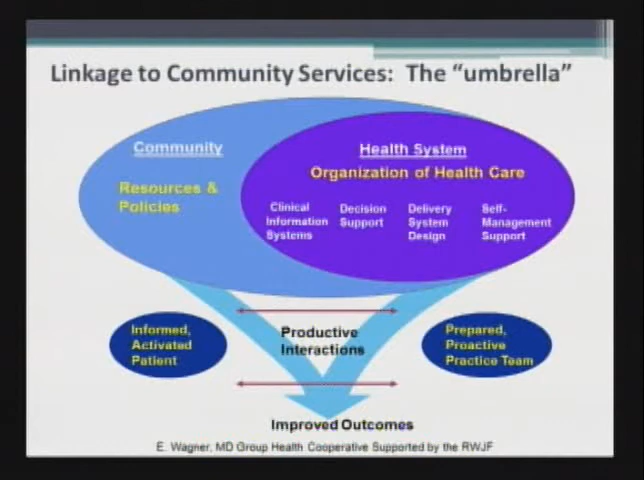 Linkage to Community Services: The “umbrella”
Community
Resources &
Policies
Health System
Organization of Health Care
Clinical
Information
Systems
Decision
Support
Delivery
System
Design
Self-
Management
Support
Informed,
Activated
Patient
Productive
Interactions
Prepared,
Proactive
Practice Team
Improved Outcomes
E. Wagner, MD Group Health Cooperative Supported by the RWJF